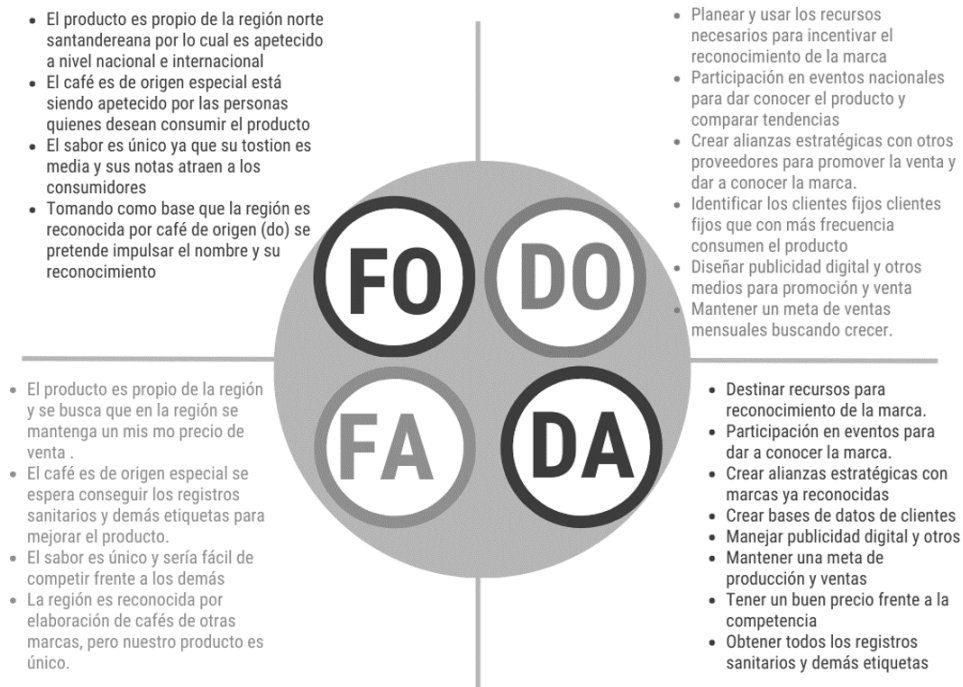 • El producto es propio de la región norte
santandereana por lo cual es apetecido
a nivel nacional e internacional
• El café es de origen especial está
siendo apetecido por las personas
quienes desean consumir el producto
• El sabor es único ya que su tostion es
media y sus notas atraen a los
consumidores
• Tomando como base que la región es
reconocida por café de origen (do) se
pretende impulsar el nombre y su
reconocimiento
• Planear y usar los recursos
necesarios para incentivar el
reconocimiento de la marca
• Participación en eventos nacionales
para dar conocer el producto y
comparar tendencias
• Crear alianzas estratégicas con otros
proveedores para promover la venta y
dar a conocer la marca.
• Identificar los clientes fijos clientes
fijos que con más frecuencia
consumen el producto
• Diseñar publicidad digital y otros
medios para promoción y venta
• Mantener un meta de ventas
mensuales buscando crecer.
FO
DO
FA
DA
• El producto es propio de la región
y se busca que en la región se
mantenga un mis mo precio de
venta .
• El café es de origen especial se
espera conseguir los registros
sanitarios y demás etiquetas para
mejorar el producto.
• El sabor es único y sería fácil de
competir frente a los demás
• La región es reconocida por
elaboración de cafés de otras
marcas, pero nuestro producto es
único.
• Destinar recursos para
reconocimiento de la marca.
• Participación en eventos para
dar a conocer la marca.
• Crear alianzas estratégicas con
marcas ya reconocidas
• Crear bases de datos de clientes
• Manejar publicidad digital y otros
• Mantener una meta de
producción y ventas
• Tener un buen precio frente a la
competencia
• Obtener todos los registros
sanitarios y demás etiquetas